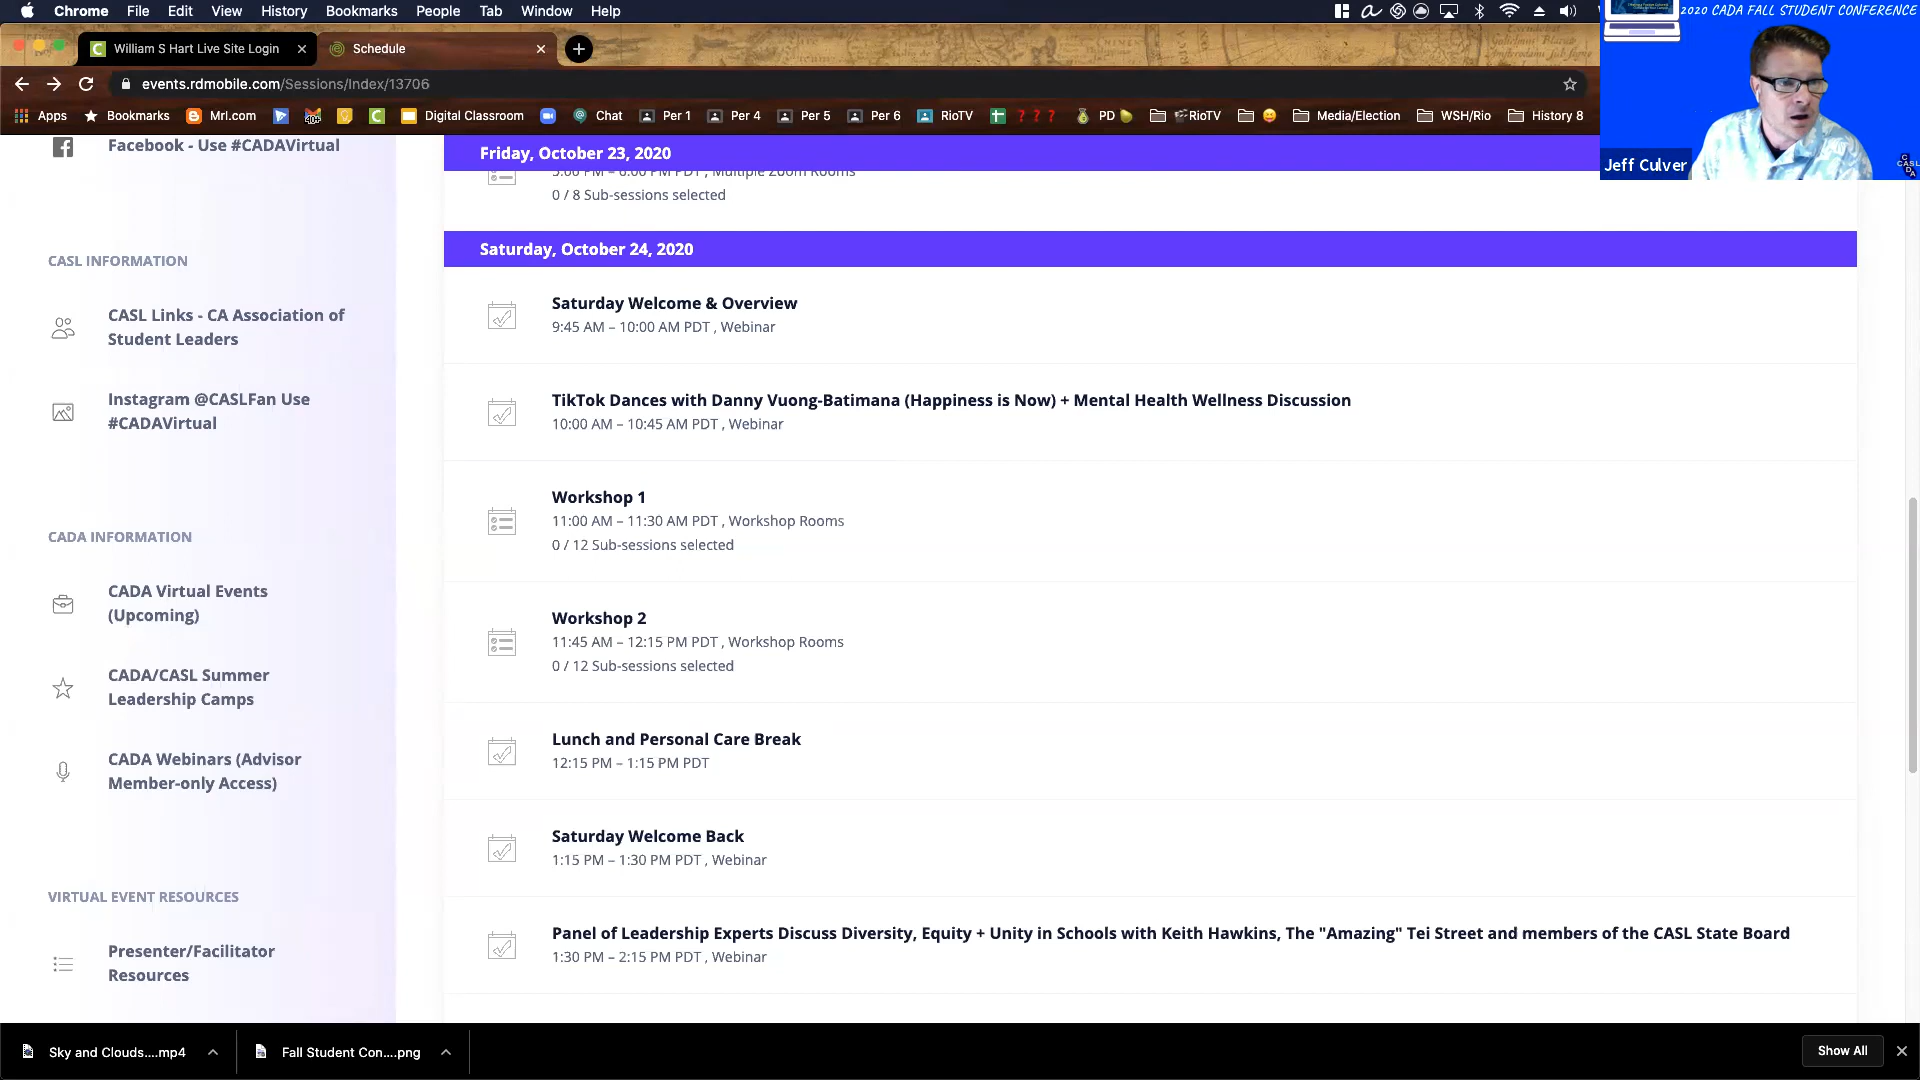 Chrome File Edit View History Bookmarks People Tab Window Help
2020 CADA FALL STUDENT CONFERENCE
William S Hart Live Site Login
Schedule
events.rdmobile.com/Sessions/Index/13706
Apps Bookmarks Mrl.com Digital Classroom Chat Per 1 Per 4 Per 5 Per 6 RioTV ? ? ? PD RioTV Media/Election WSH/Rio History 8
Jeff Culver
Facebook - Use #CADAVirtual
CASL INFORMATION
CASL Links - CA Association of
Student Leaders
Instagram @CASLFan Use
#CADAVirtual
CADA INFORMATION
CADA Virtual Events
(Upcoming)
CADA/CASL Summer
Leadership Camps
CADA Webinars (Advisor
Member-only Access)
VIRTUAL EVENT RESOURCES
Presenter/Facilitator
Resources
Friday, October 23, 2020
5:00 PM – 6:00 PM PDT , Multiple Zoom Rooms
0 / 8 Sub-sessions selected
Saturday, October 24, 2020
Saturday Welcome & Overview
9:45 AM – 10:00 AM PDT , Webinar
TikTok Dances with Danny Vuong-Batimana (Happiness is Now) + Mental Health Wellness Discussion
10:00 AM – 10:45 AM PDT , Webinar
Workshop 1
11:00 AM – 11:30 AM PDT , Workshop Rooms
0 / 12 Sub-sessions selected
Workshop 2
11:45 AM – 12:15 PM PDT , Workshop Rooms
0 / 12 Sub-sessions selected
Lunch and Personal Care Break
12:15 PM – 1:15 PM PDT
Saturday Welcome Back
1:15 PM – 1:30 PM PDT , Webinar
Panel of Leadership Experts Discuss Diversity, Equity + Unity in Schools with Keith Hawkins, The "Amazing" Tei Street and members of the CASL State Board
1:30 PM – 2:15 PM PDT , Webinar
Sky and Clouds....mp4
Fall Student Con....png
Show All